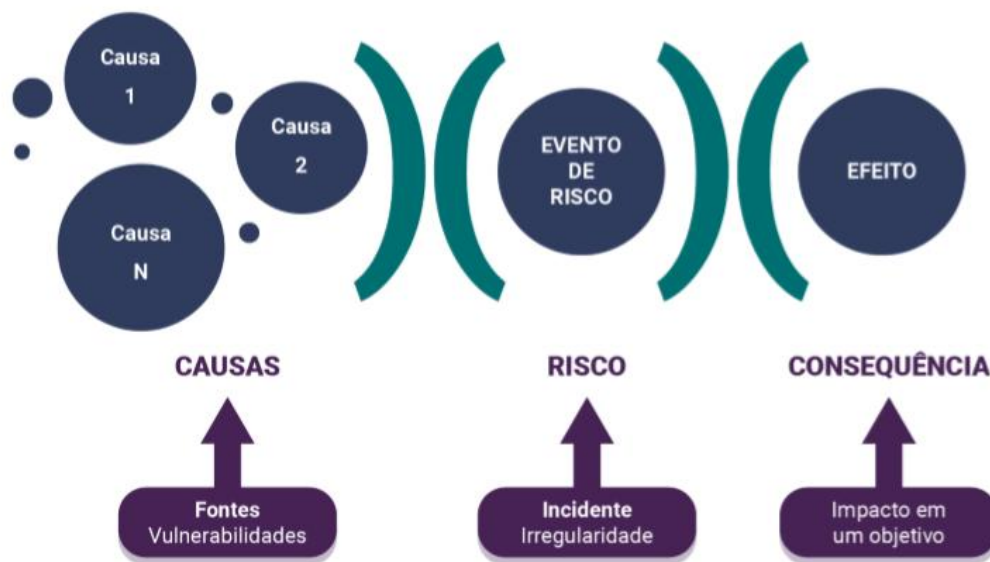 Causa
1
Causa
2
Causa
N
EVENTO
DE
RISCO
EFEITO
CAUSAS
RISCO
CONSEQUÊNCIA
Fontes
Vulnerabilidades
Incidente
Irregularidade
Impacto em
um objetivo